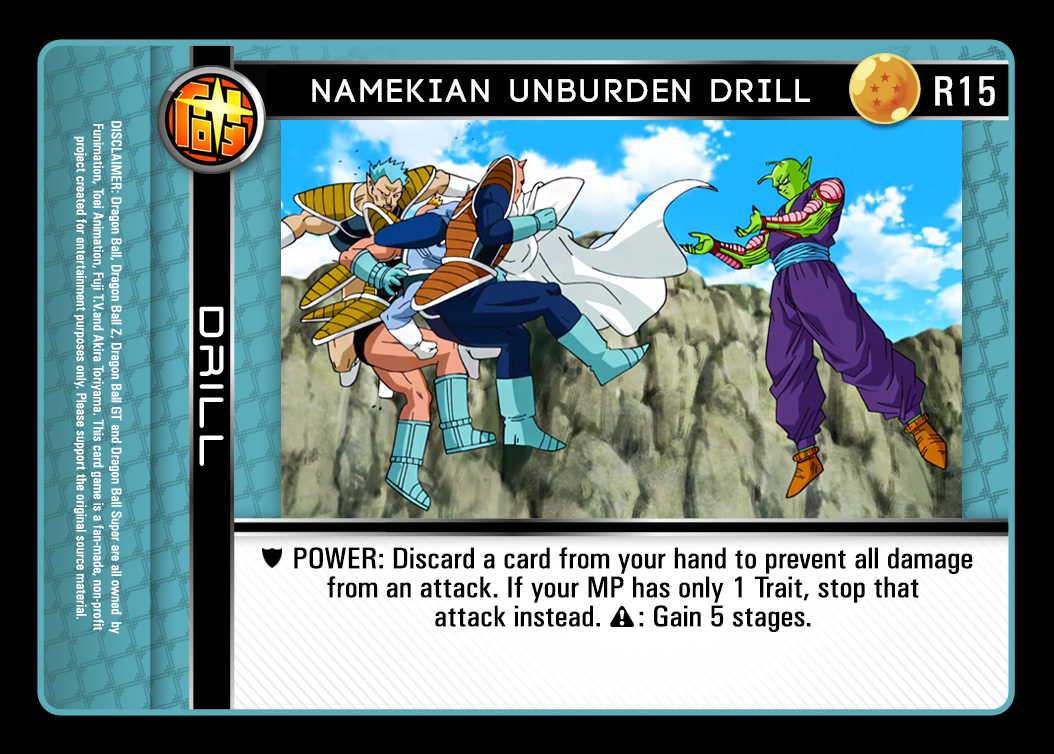 NAMEKIAN UNBURDEN DRILL
R15
DRILL
POWER: Discard a card from your hand to prevent all damage
from an attack. If your MP has only 1 Trait, stop that
attack instead. : Gain 5 stages.
DISCLAIMER: Dragon Ball, Dragon Ball Z, Dragon Ball GT and Dragon Ball Super are all owned by
Funimation, Toei Animation, Fuji T.V.and Akira Toriyama. This card game is a fan-made, non-profit
project created for entertainment purposes only. Please support the original source material.